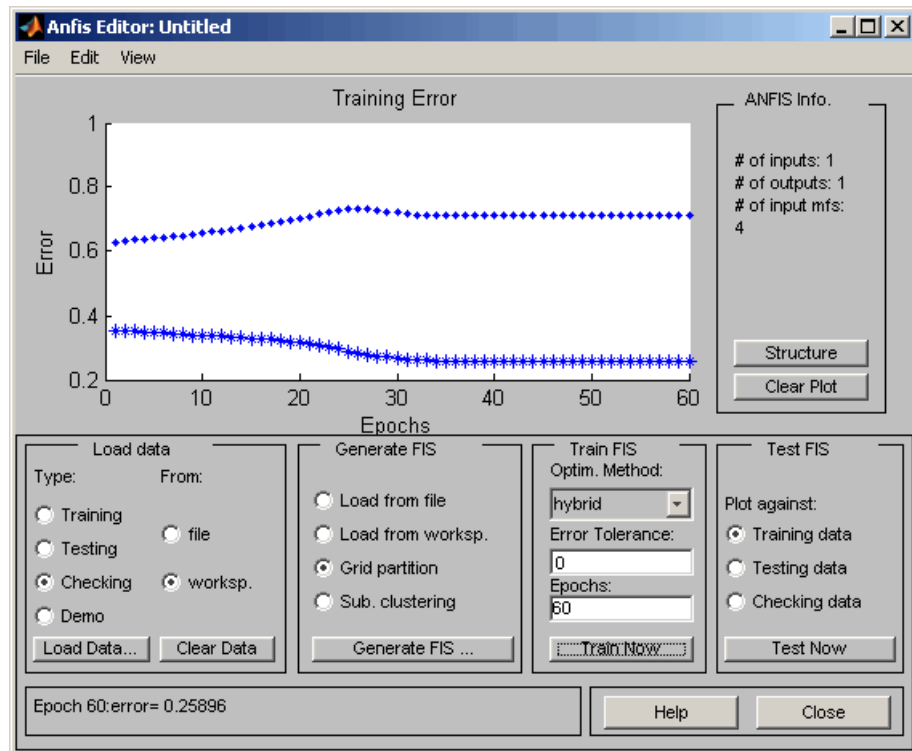 Anfis Editor: Untitled
File Edit View
Training Error
1
0.8
0.6
0.4
0.2
Error
0 10 20 30 40 50 60
Epochs
ANFIS Info.
# of inputs: 1
# of outputs: 1
# of input mfs:
4
Structure
Clear Plot
Load data
Type: From:
Training
Testing
Checking
Demo
file
worksp.
Load Data... Clear Data
Generate FIS
Load from file
Load from worksp.
Grid partition
Sub. clustering
Generate FIS ...
Train FIS
Optim. Method:
hybrid
Error Tolerance:
0
Epochs:
60
Train Now
Test FIS
Plot against:
Training data
Testing data
Checking data
Test Now
Epoch 60:error= 0.25896
Help Close